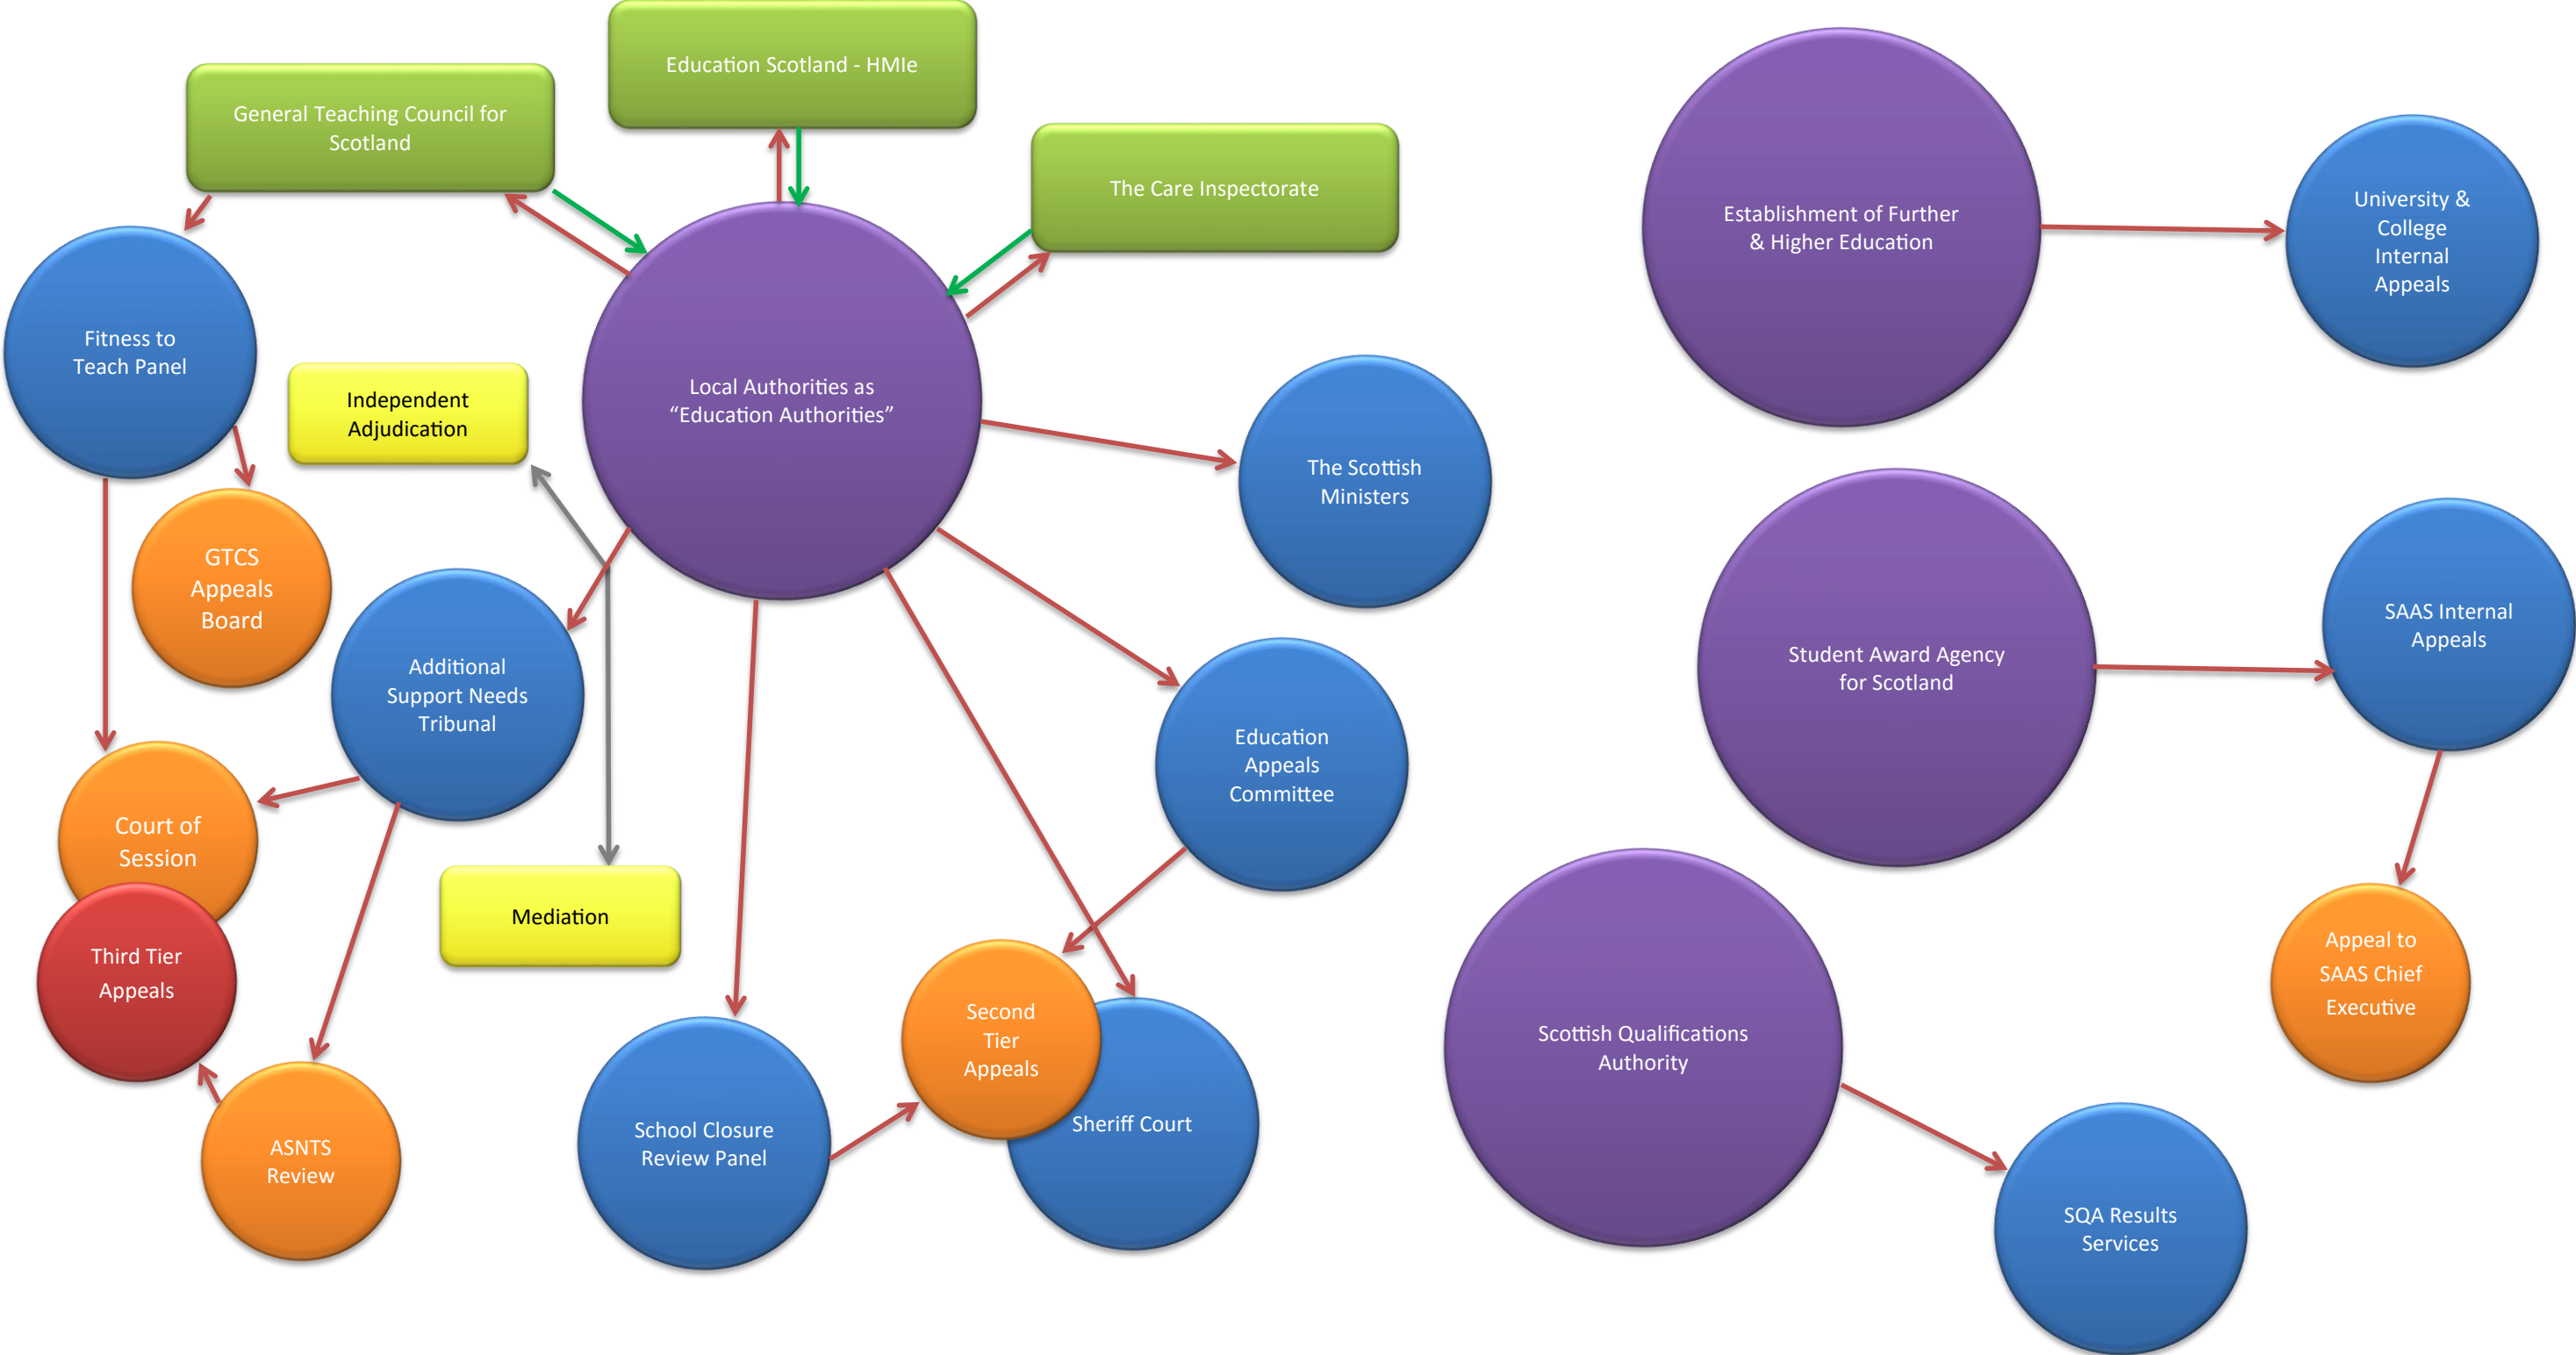 Education Scotland - HMIe
General Teaching Council for
Scotland
The Care Inspectorate
Establishment of Further
& Higher Education
University &
College
Internal
Appeals
Fitness to
Teach Panel
Independent
Adjudication
Local Authorities as
“Education Authorities”
The Scottish
Ministers
GTCS
Appeals
Board
Additional
Support Needs
Tribunal
Student Award Agency
for Scotland
SAAS Internal
Appeals
Education
Appeals
Committee
Court of
Session
Mediation
Third Tier
Appeals
Second
Tier
Appeals
Appeal to
SAAS Chief
Executive
Scottish Qualifications
Authority
ASNTS
Review
School Closure
Review Panel
Sheriff Court
SQA Results
Services